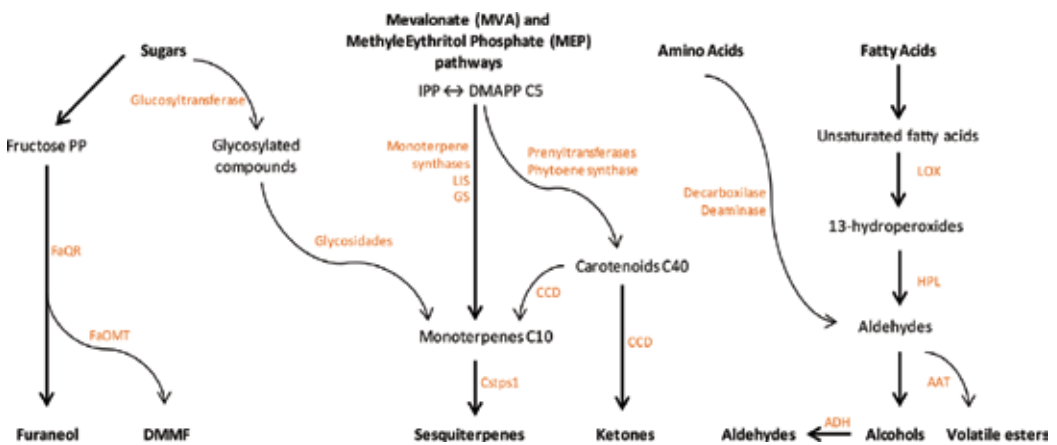 Mevalonate (MVA) and
MethyleEythritol Phosphate (MEP)
pathways
Sugars
Amino Acids
Fatty Acids
IPP ↔ DMAPP C5
Glucosyltransferase
Fructose PP
Glycosylated
compounds
Monoterpene
synthases
LIS
GS
Prenyltransferases
Phytoene synthase
Unsaturated fatty acids
LOX
Decarboxilase
Deaminase
13-hydroperoxides
FaQR
Glycosidades
Carotenoids C40
CCD
HPL
Monoterpenes C10
Aldehydes
FaOMT
CCD
Cstps1
AAT
ADH
Furaneol
DMMF
Sesquiterpenes
Ketones
Aldehydes
Alcohols
Volatile esters